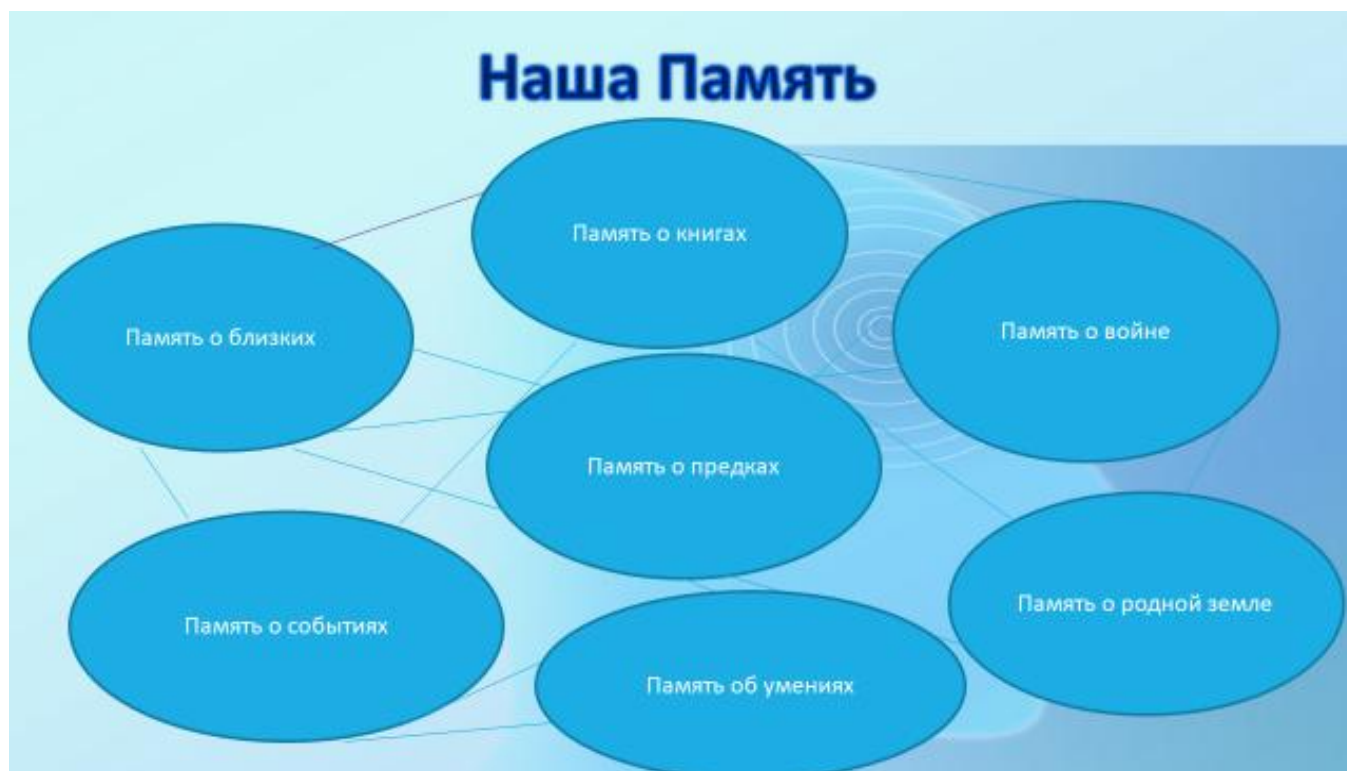 Наша Память
Память о книгах
Память о близких
Память о войне
Память о предках
Память о событиях
Память о родной земле
Память об умениях